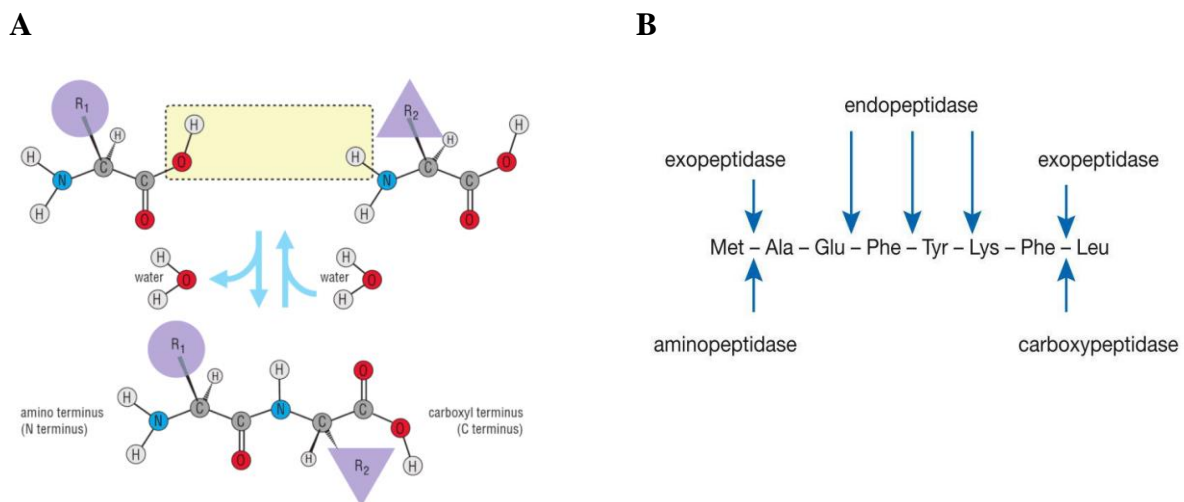 A
B
R1
H
H
R2
H
H
H
N
C
C
O
O
H
H
N
C
C
O
O
H
H
water
O
H
H
water
O
H
R1
H
H
O
amino terminus
(N terminus)
H
N
C
C
N
C
C
O
carboxyl terminus
(C terminus)
H
O
H
R2
H
endopeptidase
exopeptidase
exopeptidase
Met – Ala – Glu – Phe – Tyr – Lys – Phe – Leu
aminopeptidase
carboxypeptidase